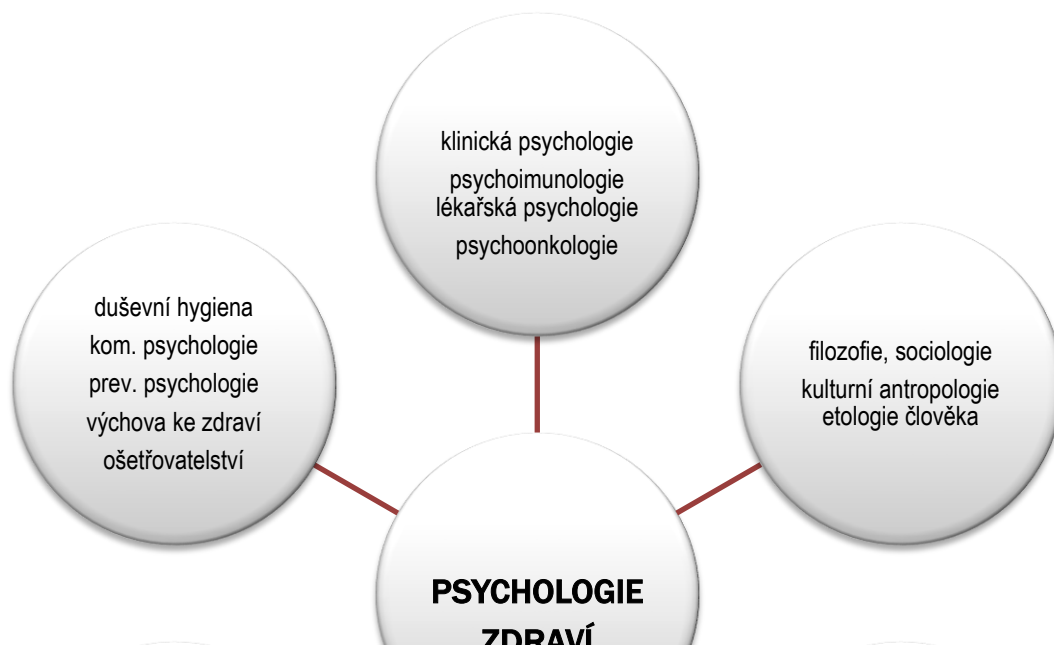 klinická psychologie
psychoimunologie
lékařská psychologie
psychoonkologie
duševní hygiena
kom. psychologie
prev. psychologie
výchova ke zdraví
ošetřovatelství
filozofie, sociologie
kulturní antropologie
etologie člověka
PSYCHOLOGIE
ZDRAVÍ